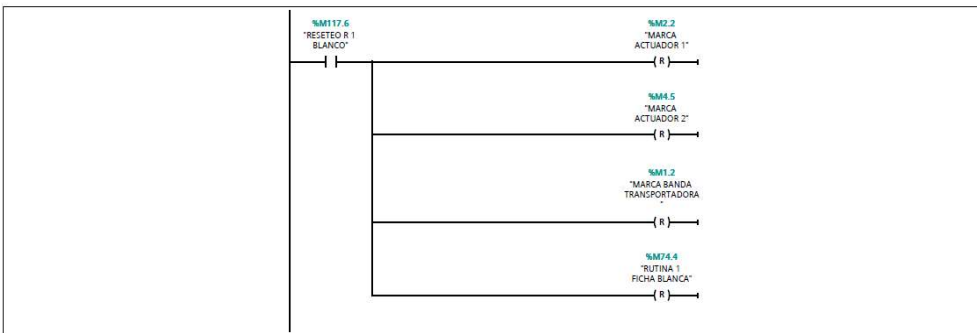 %M117.6
"RESETEO R 1
BLANCO"
%M2.2
"MARCA
ACTUADOR 1"
( R )
%M4.5
"MARCA
ACTUADOR 2"
( R )
%M1.2
"MARCA BANDA
TRANSPORTADORA
"
( R )
%M74.4
"RUTINA 1
FICHA BLANCA"
( R )